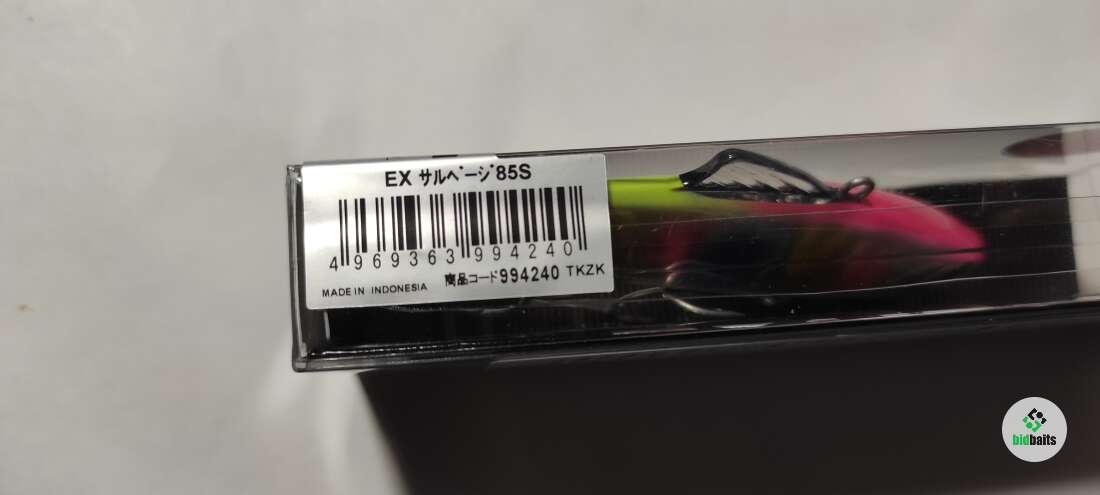 EX サルベージ85S
4 969363 994240
商品コード994240 TKZK
MADE IN INDONESIA
bidbaits